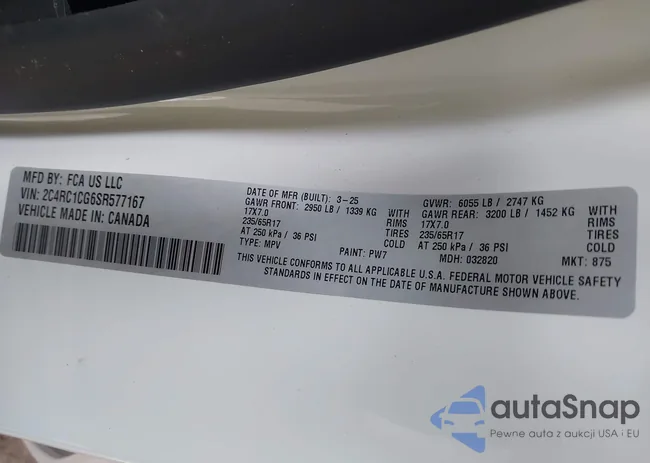 MFD BY: FCA US LLC
VIN: 2C4RC1CG6SR577167
VEHICLE MADE IN: CANADA
DATE OF MFR (BUILT): 3-25
GAWR FRONT: 2950 LB / 1339 KG WITH
17X7.0 RIMS
235/65R17 TIRES
AT 250 kPa / 36 PSI COLD
TYPE: MPV PAINT: PW7
GVWR: 6055 LB / 2747 KG
GAWR REAR: 3200 LB / 1452 KG WITH
17X7.0 RIMS
235/65R17 TIRES
AT 250 kPa / 36 PSI COLD
MDH: 032820 MKT: 875
THIS VEHICLE CONFORMS TO ALL APPLICABLE U.S.A. FEDERAL MOTOR VEHICLE SAFETY
STANDARDS IN EFFECT ON THE DATE OF MANUFACTURE SHOWN ABOVE.
autaSnap
Pewne auta z aukcji USA i EU